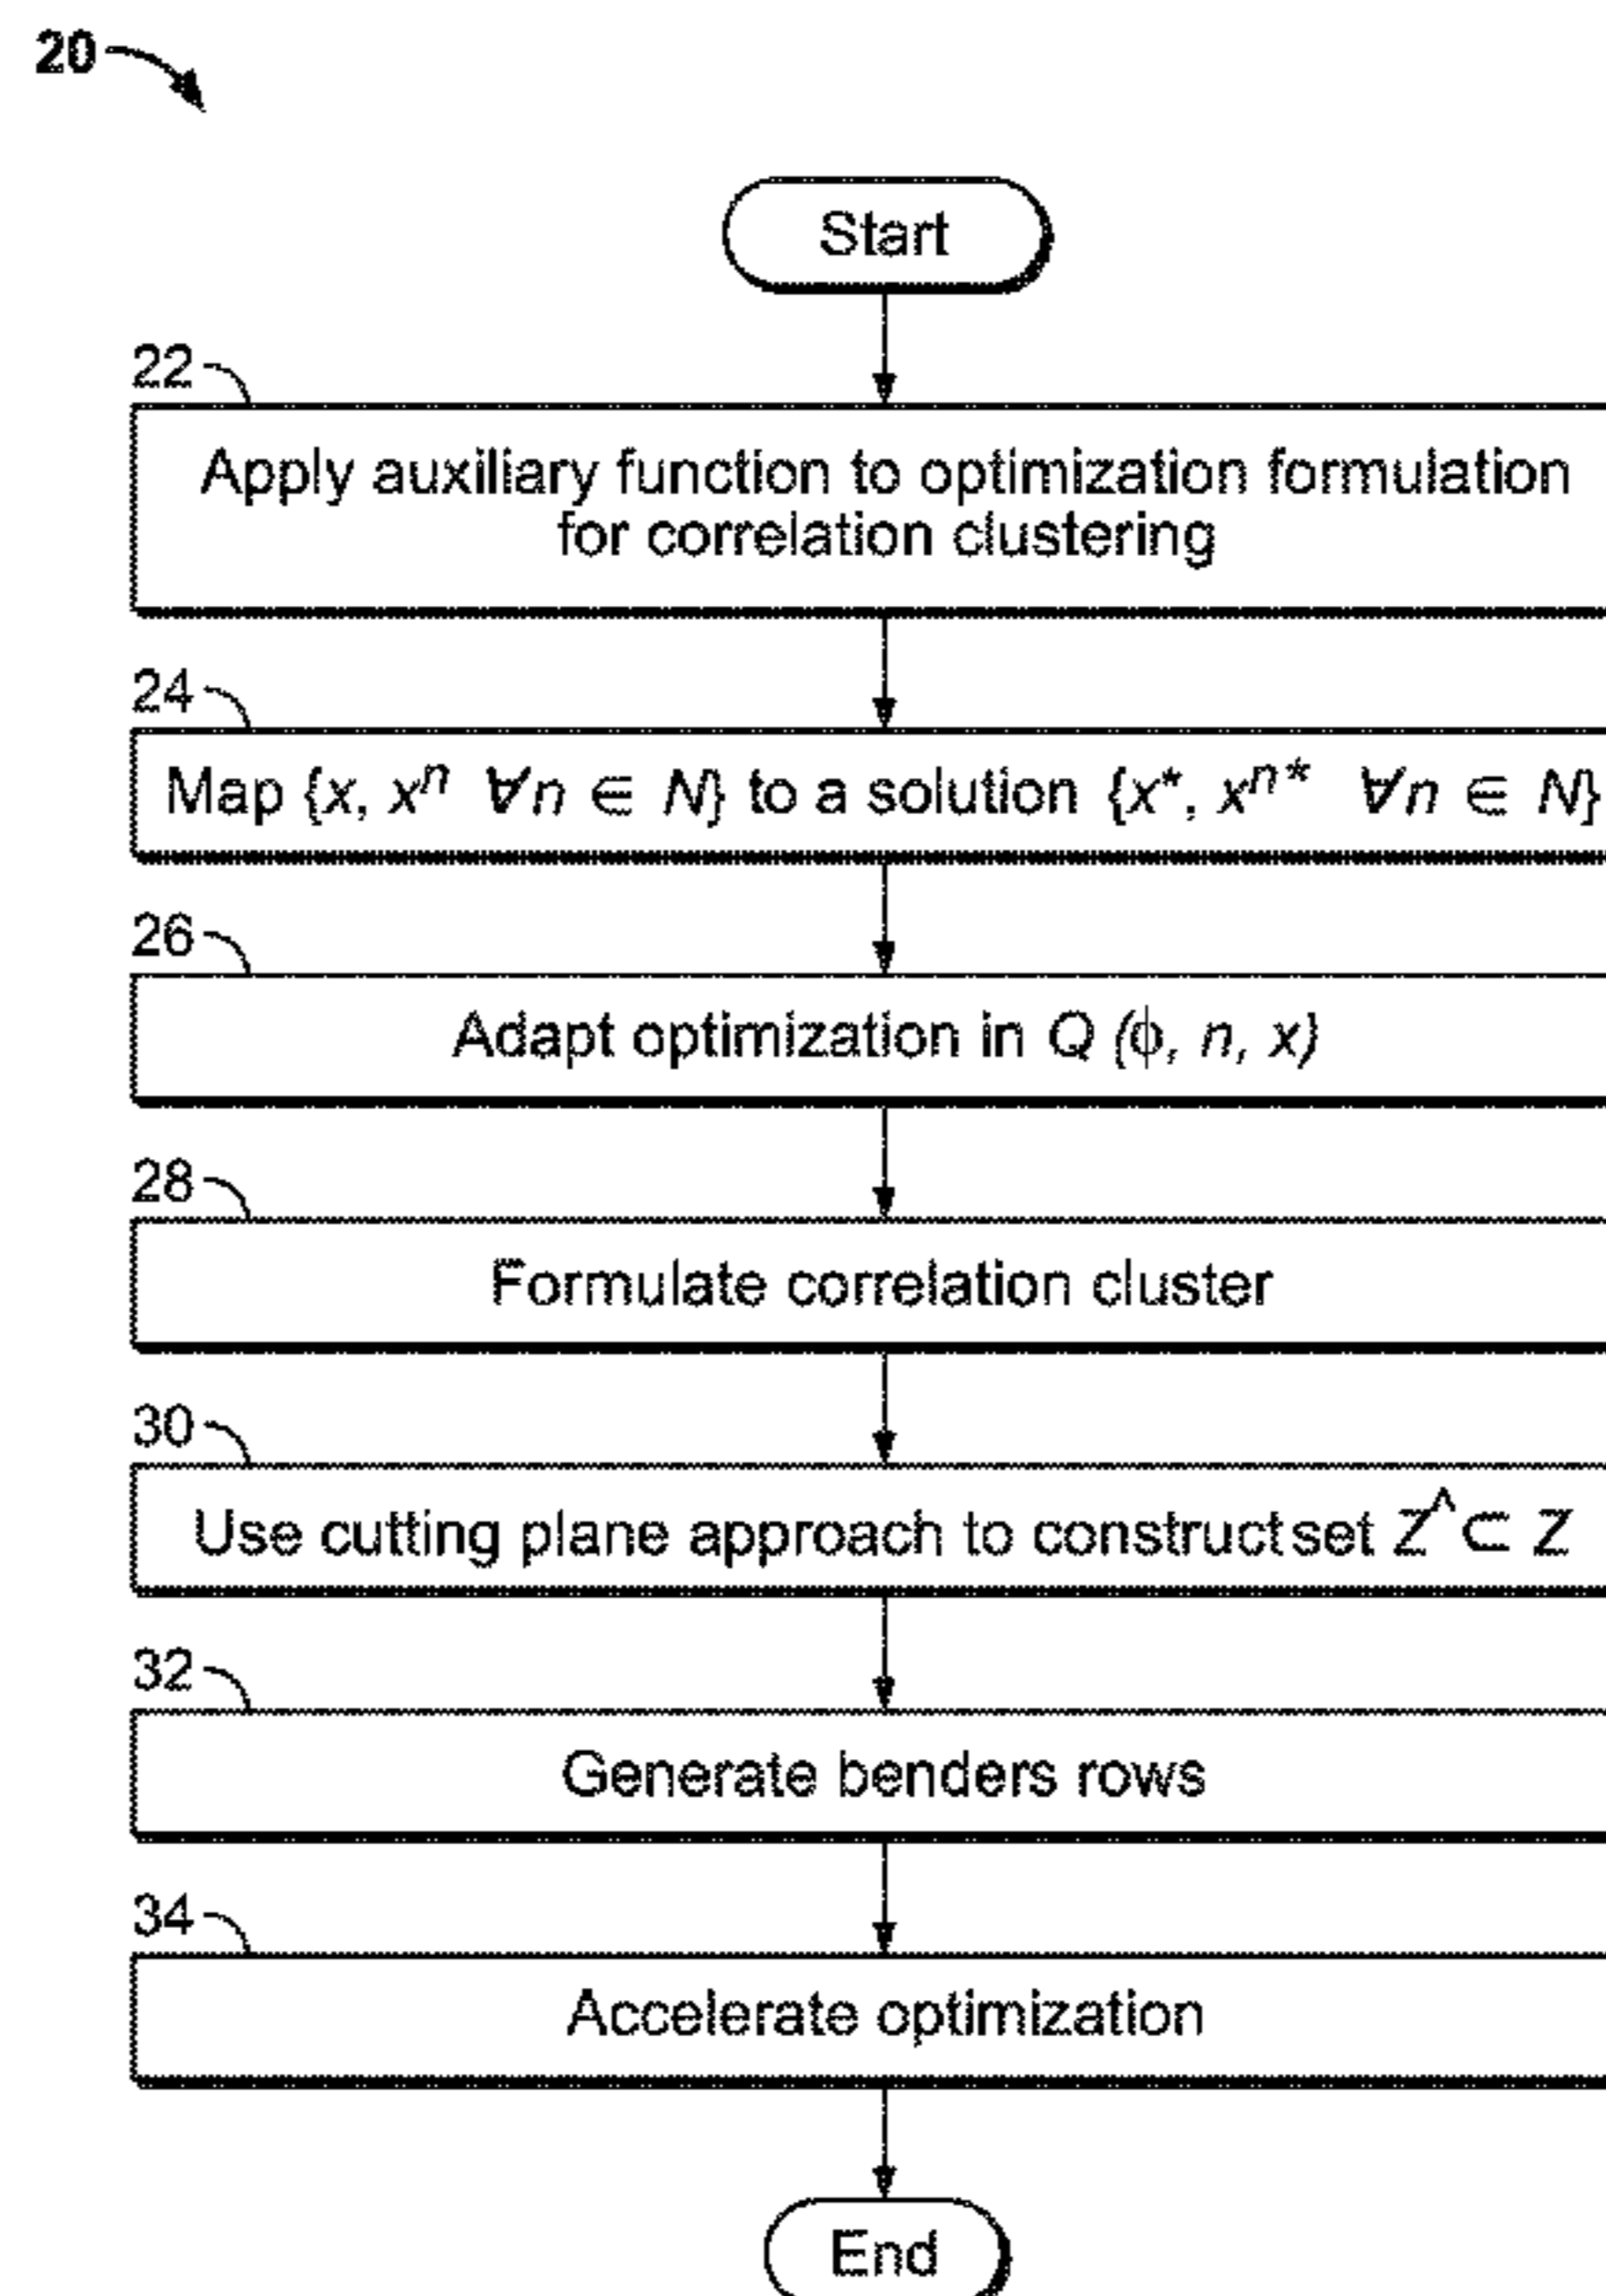 20
Start
22
Apply auxiliary function to optimization formulation
for correlation clustering
24
Map {x, xⁿ ∀n ∈ N} to a solution {x*, xⁿ* ∀n ∈ N}
26
Adapt optimization in Q (ϕ, n, x)
28
Formulate correlation cluster
30
Use cutting plane approach to construct set Z^ ⊂ Z
32
Generate benders rows
34
Accelerate optimization
End